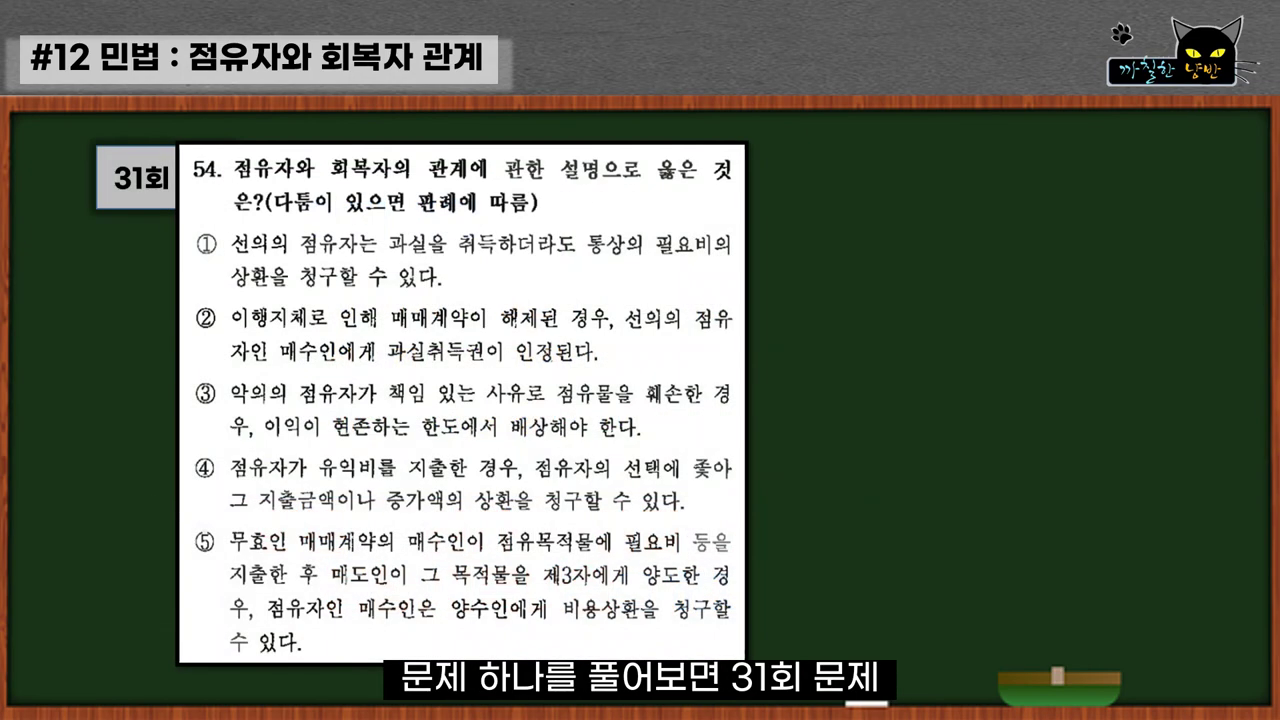 #12 민법 : 점유자와 회복자 관계
까칠한 냥반
31회
54. 점유자와 회복자의 관계에 관한 설명으로 옳은 것
은?(다툼이 있으면 판례에 따름)
① 선의의 점유자는 과실을 취득하더라도 통상의 필요비의
상환을 청구할 수 있다.
② 이행지체로 인해 매매계약이 해제된 경우, 선의의 점유
자인 매수인에게 과실취득권이 인정된다.
③ 악의의 점유자가 책임 있는 사유로 점유물을 훼손한 경
우, 이익이 현존하는 한도에서 배상해야 한다.
④ 점유자가 유익비를 지출한 경우, 점유자의 선택에 좇아
그 지출금액이나 증가액의 상환을 청구할 수 있다.
⑤ 무효인 매매계약의 매수인이 점유목적물에 필요비 등을
지출한 후 매도인이 그 목적물을 제3자에게 양도한 경
우, 점유자인 매수인은 양수인에게 비용상환을 청구할
수 있다.
문제 하나를 풀어보면 31회 문제